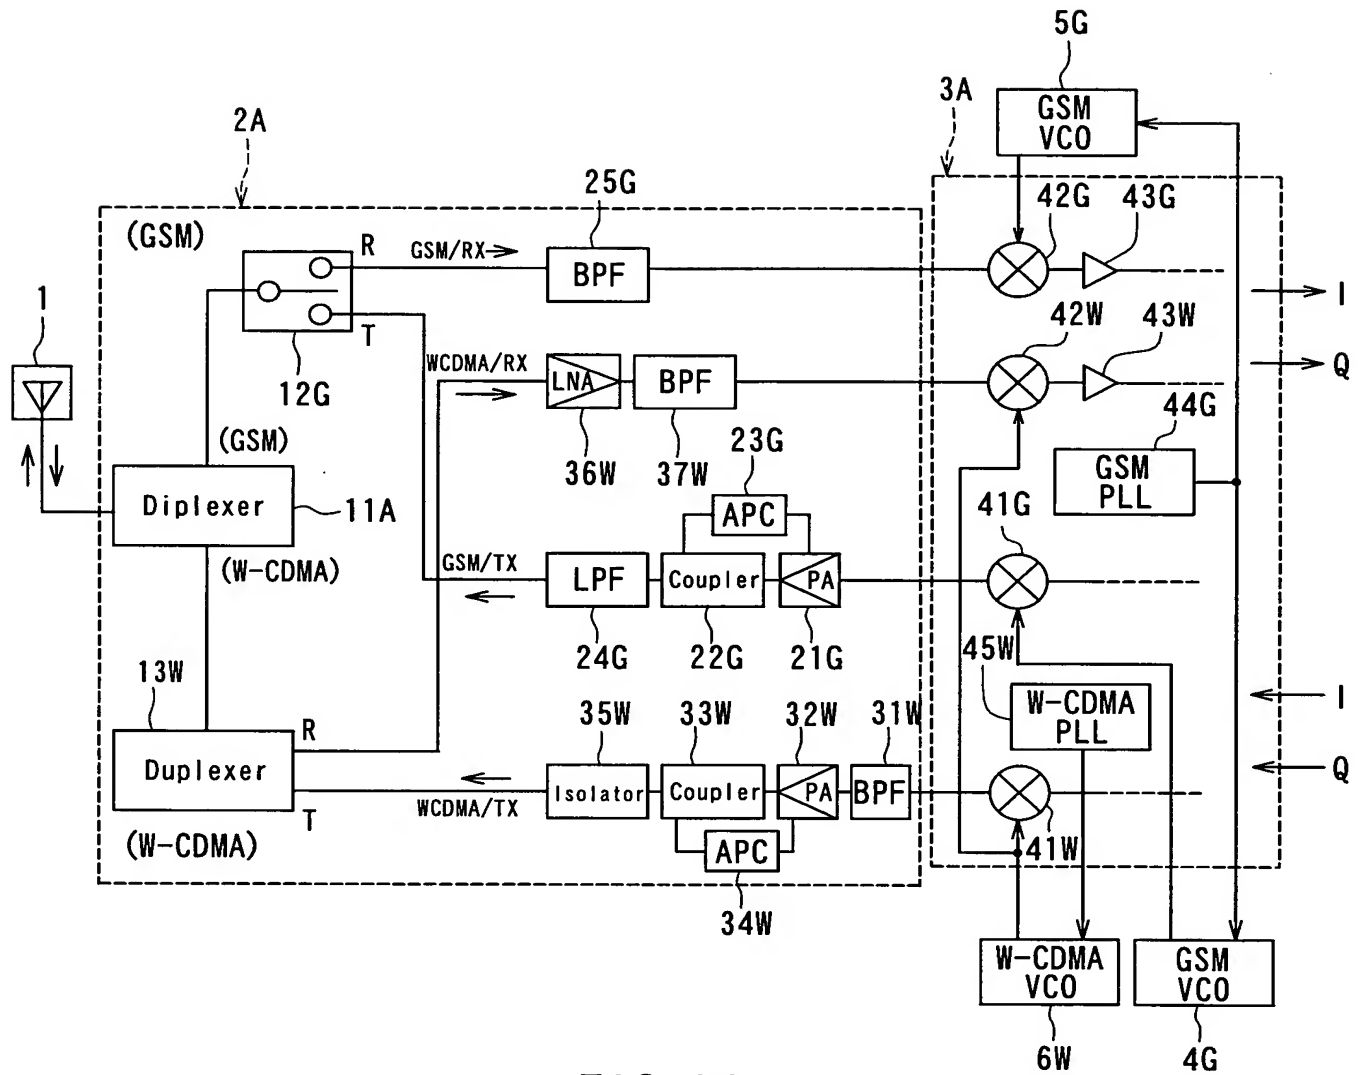 5G
3A
GSM
VCO
2A
25G
42G
43G
(GSM)
R
GSM/RX
BPF
I
1
T
12G
42W
43W
WCDMA/RX
LNA
BPF
Q
44G
(GSM)
36W
37W
23G
GSM
PLL
Diplexer
11A
APC
41G
(W-CDMA)
GSM/TX
LPF
Coupler
PA
24G
22G
21G
45W
13W
R
35W
33W
32W
31W
W-CDMA
PLL
I
Duplexer
Isolator
Coupler
PA
BPF
Q
T
WCDMA/TX
(W-CDMA)
APC
41W
34W
W-CDMA
VCO
GSM
VCO
6W
4G